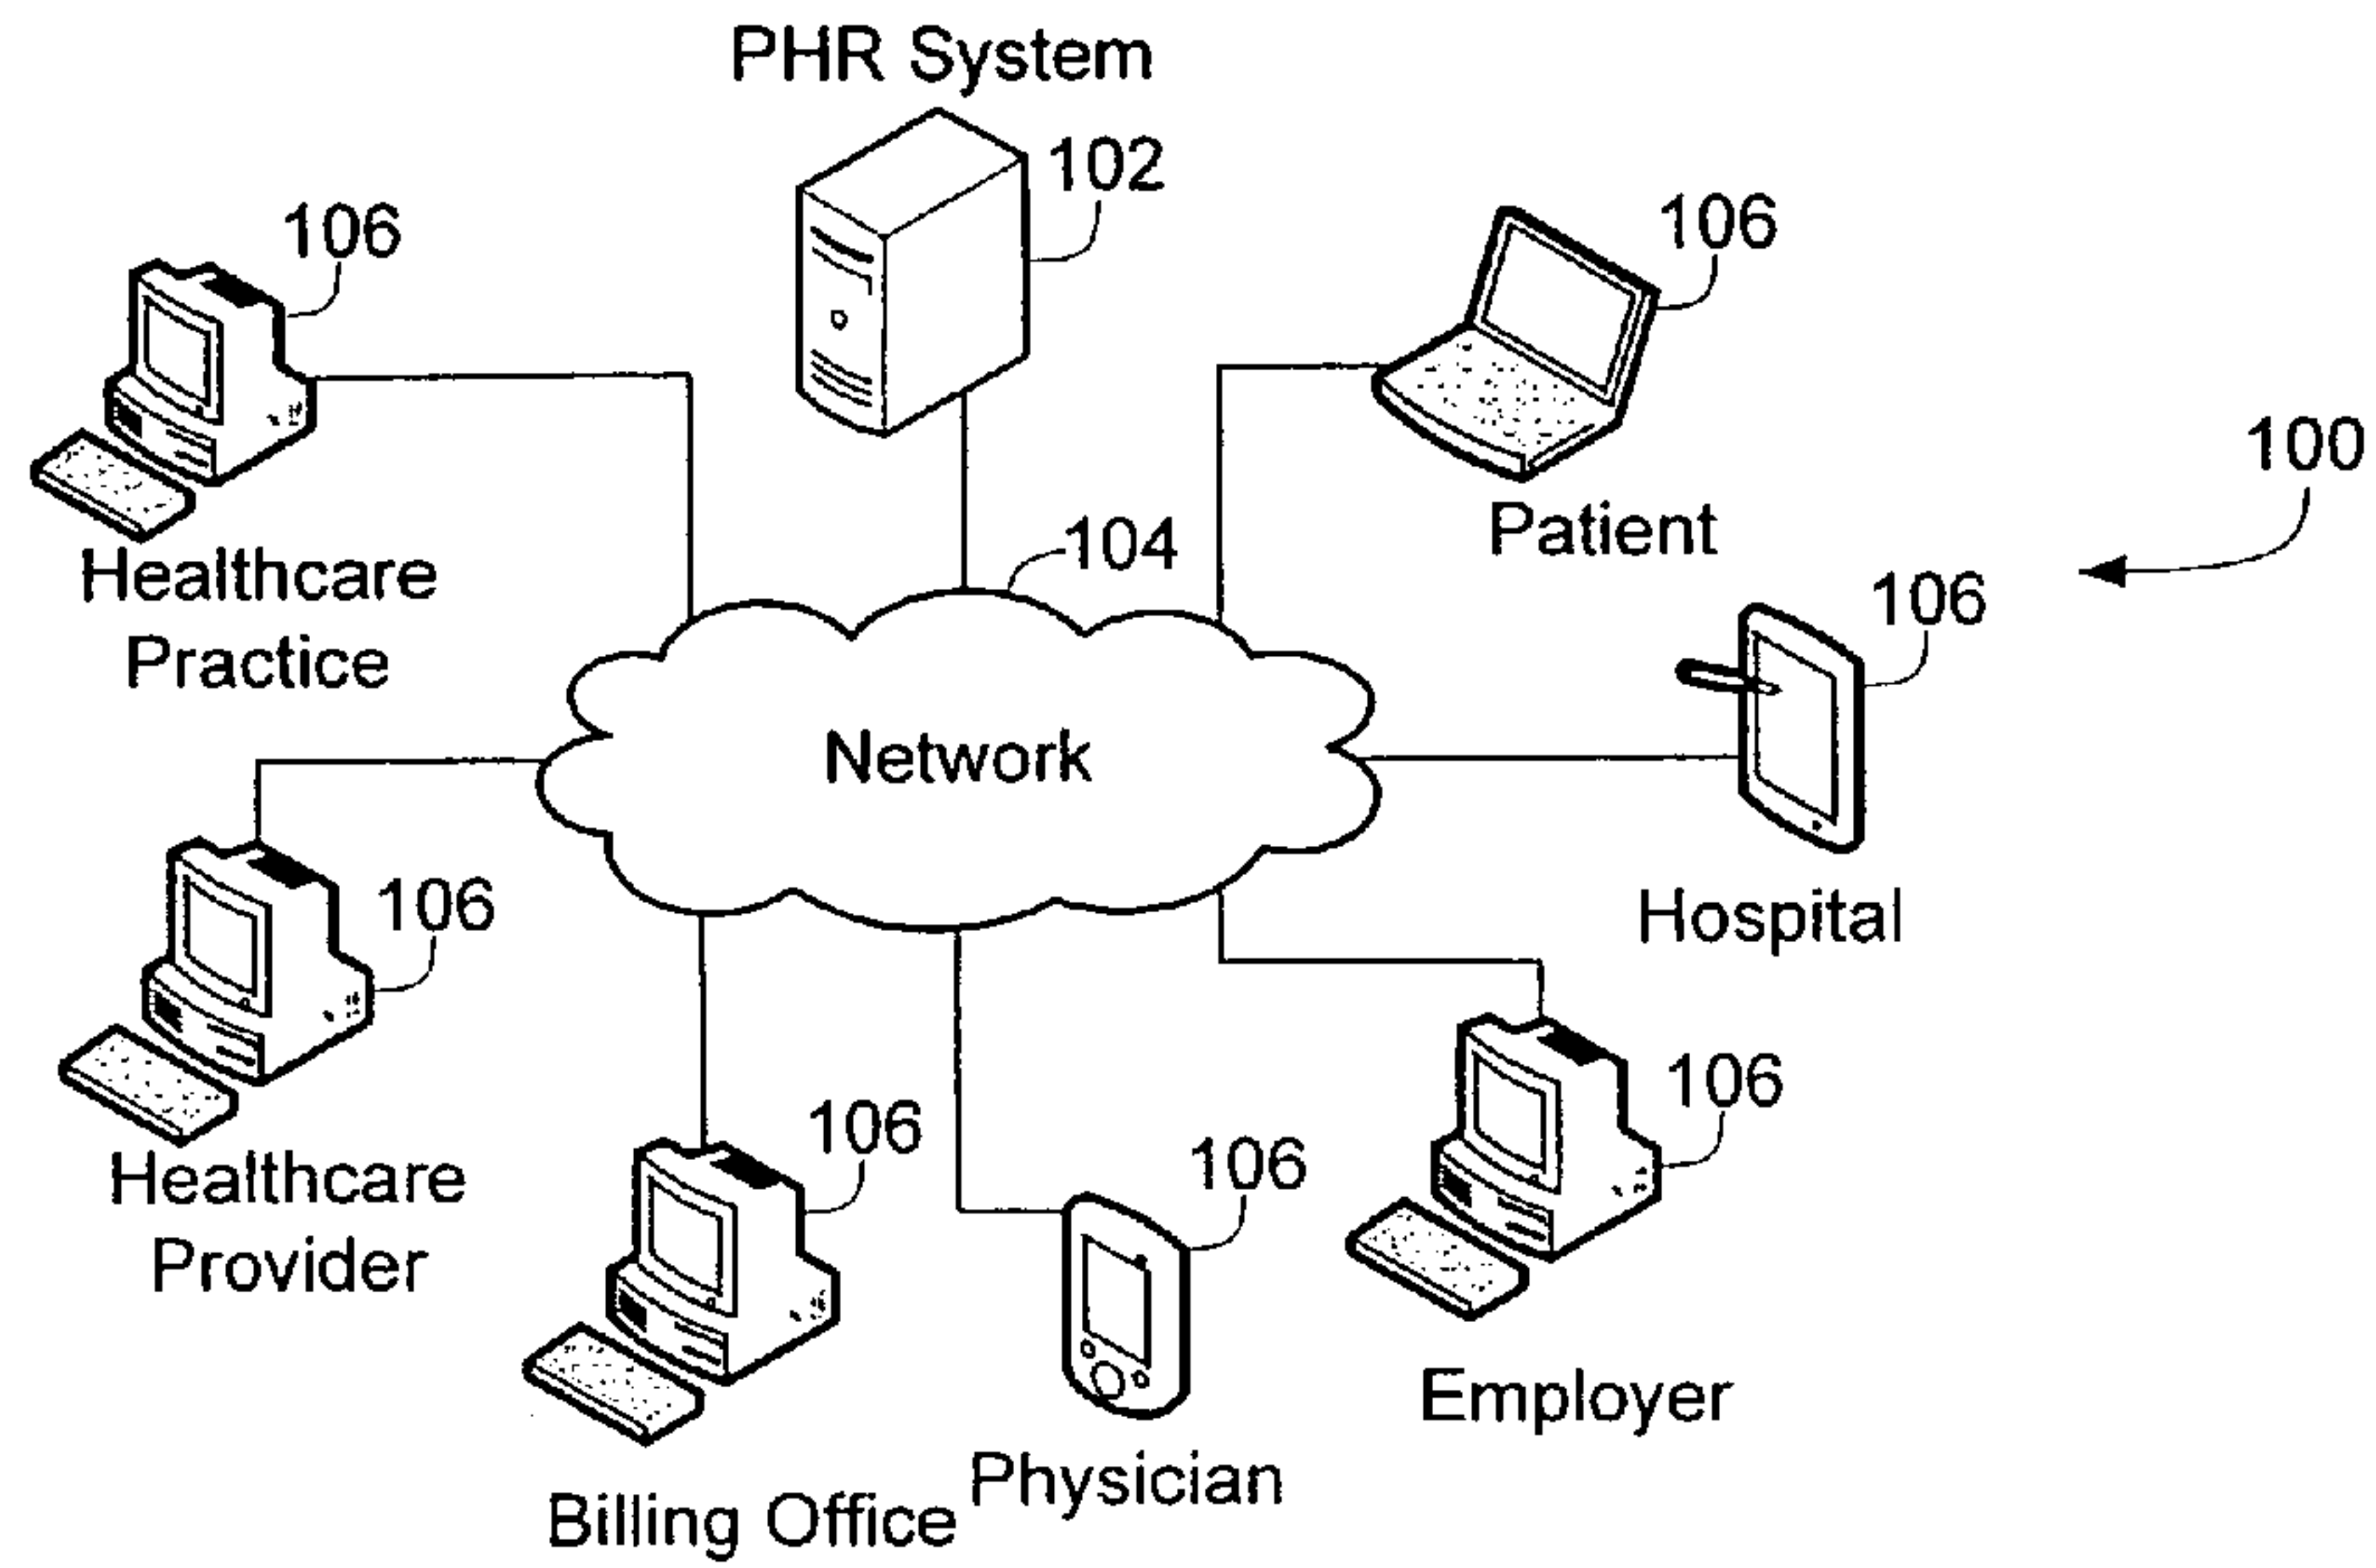 PHR System
102
106
106
100
Patient
104
Healthcare
Practice
106
Network
Hospital
106
106
106
106
Healthcare
Provider
Employer
Physician
Billing Office